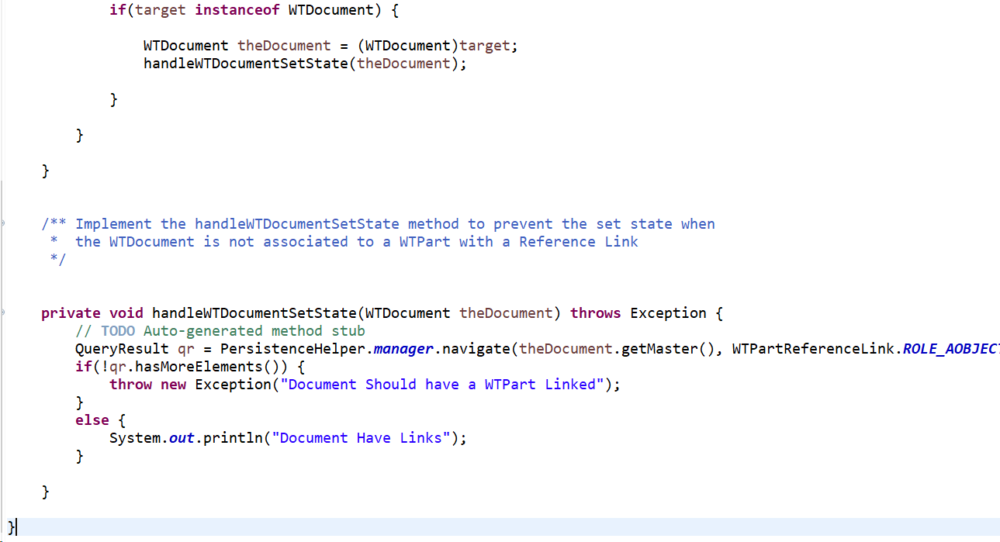 if(target instanceof WTDocument) {
WTDocument theDocument = (WTDocument)target;
handleWTDocumentSetState(theDocument);
}
}
}
/** Implement the handleWTDocumentSetState method to prevent the set state when
* the WTDocument is not associated to a WTPart with a Reference Link
*/
private void handleWTDocumentSetState(WTDocument theDocument) throws Exception {
// TODO Auto-generated method stub
QueryResult qr = PersistenceHelper.manager.navigate(theDocument.getMaster(), WTPartReferenceLink.ROLE_AOBJEC
if(!qr.hasMoreElements()) {
throw new Exception("Document Should have a WTPart Linked");
}
else {
System.out.println("Document Have Links");
}
}
}